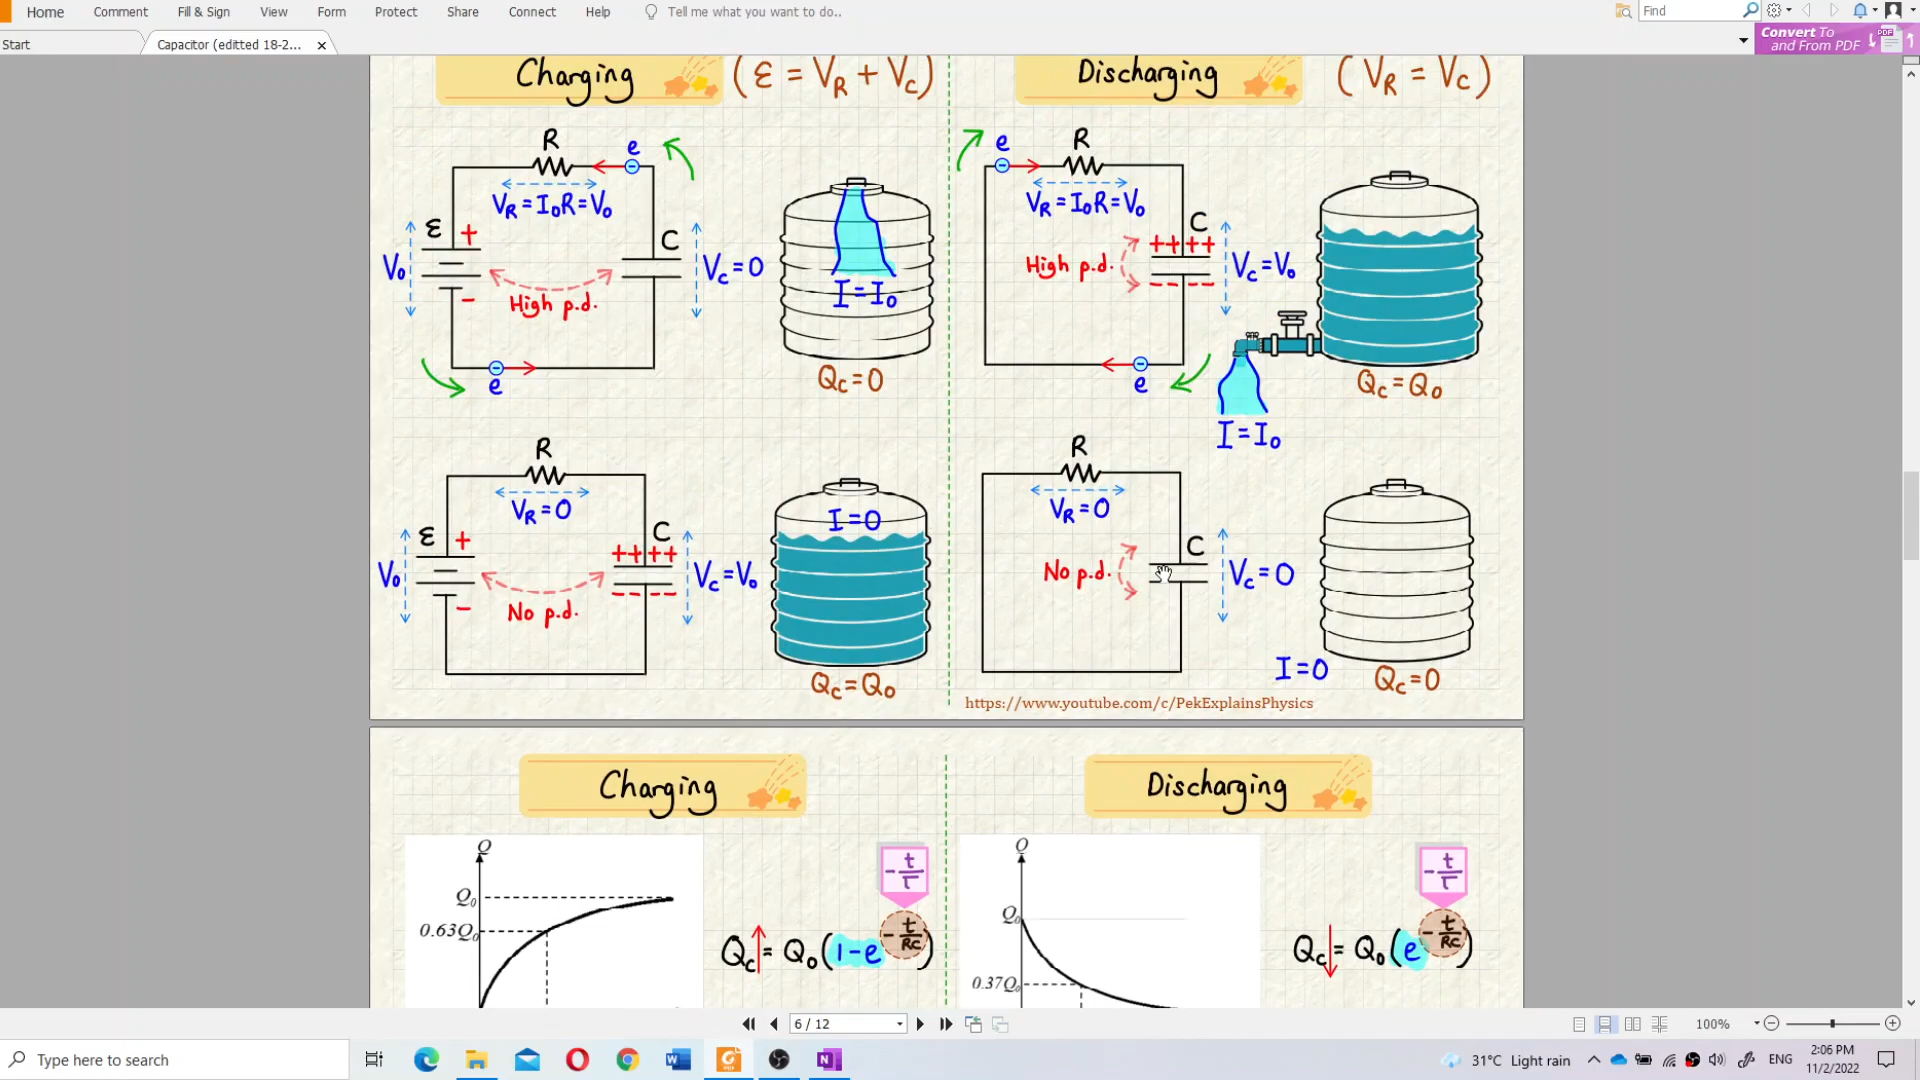 Home Comment Fill & Sign View Form Protect Share Connect Help Tell me what you want to do.. Find
Start Capacitor (editted 18-2... × Convert To and From PDF PDF
Charging (ε = VR + VC)
R
e
VR = I0R = V0
ε
+
C
V0
VC = 0
High p.d.
-
I = I0
e
QC = 0
R
VR = 0
ε
+
C
++++
V0
VC = V0
No p.d.
-
I = 0
QC = Q0
Discharging (VR = VC)
e
R
VR = I0R = V0
C
++++
High p.d.
VC = V0
e
QC = Q0
I = I0
R
VR = 0
C
No p.d.
VC = 0
I = 0
QC = 0
https://www.youtube.com/c/PekExplainsPhysics
Charging
Q
Q0
0.63Q0
-t/τ
QC = Q0(1-e -t/RC)
Discharging
Q
Q0
0.37Q0
-t/τ
QC = Q0(e -t/RC)
6 / 12 100%
Type here to search 31°C Light rain ENG 2:06 PM
11/2/2022